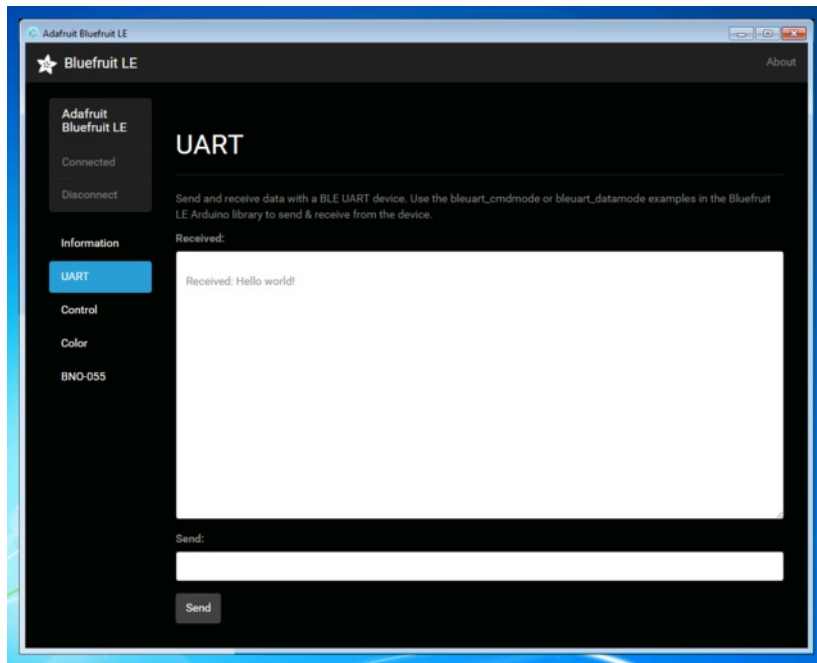 Adafruit Bluefruit LE
Bluefruit LE
About
Adafruit
Bluefruit LE
Connected
Disconnect
Information
UART
Control
Color
BNO-055
UART
Send and receive data with a BLE UART device. Use the bleuart_cmdmode or bleuart_datamode examples in the Bluefruit
LE Arduino library to send & receive from the device.
Received:
Received: Hello world!
Send:
Send